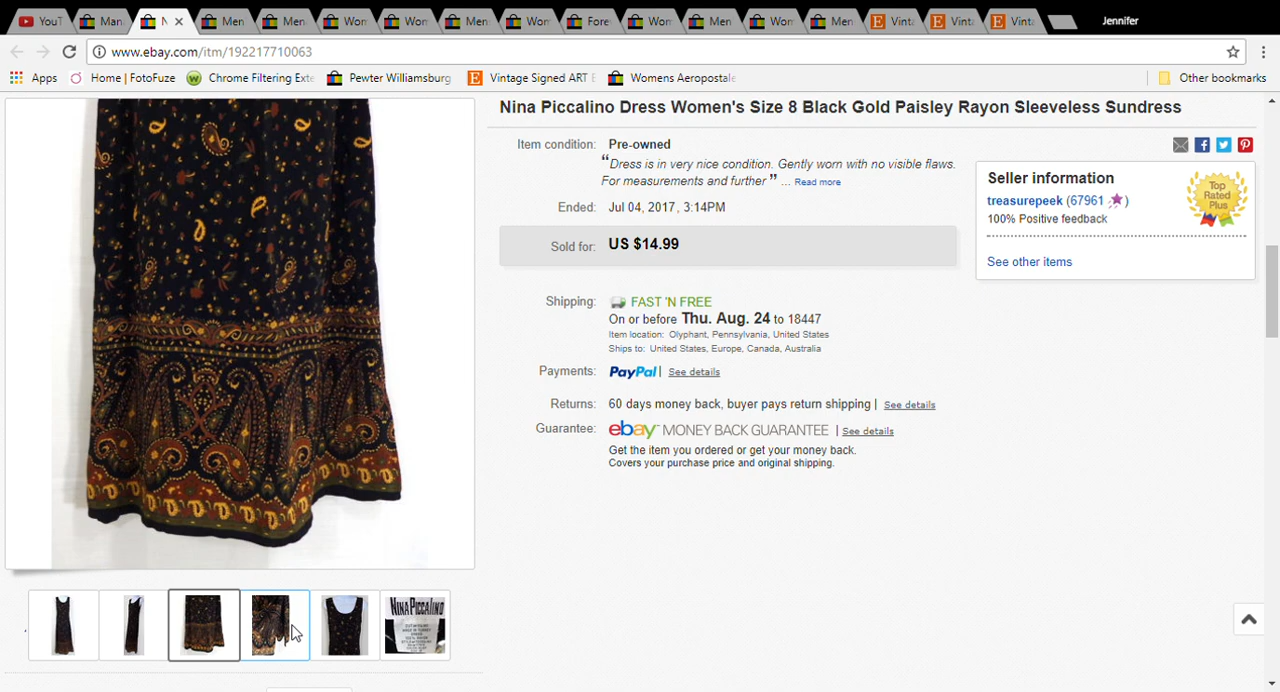 YouT
Man
N
Men
Men
Won
Wor
Men
Won
Fore
Won
Men
Won
Men
Vinta
Vinta
Vinta
Jennifer
www.ebay.com/itm/192217710063
Apps
Home | FotoFuze
Chrome Filtering Exte
Pewter Williamsburg
Vintage Signed ART E
Womens Aeropostale
Other bookmarks
Nina Piccalino Dress Women's Size 8 Black Gold Paisley Rayon Sleeveless Sundress
Item condition: Pre-owned
“Dress is in very nice condition. Gently worn with no visible flaws.
For measurements and further ” ... Read more
Ended: Jul 04, 2017 , 3:14PM
Sold for: US $14.99
Shipping: FAST 'N FREE
On or before Thu. Aug. 24 to 18447
Item location: Olyphant, Pennsylvania, United States
Ships to: United States, Europe, Canada, Australia
Payments: PayPal | See details
Returns: 60 days money back, buyer pays return shipping | See details
Guarantee: ebay MONEY BACK GUARANTEE | See details
Get the item you ordered or get your money back.
Covers your purchase price and original shipping.
Seller information
treasurepeek (67961 )
100% Positive feedback
See other items
Top
Rated
Plus
NINA PICCALINO